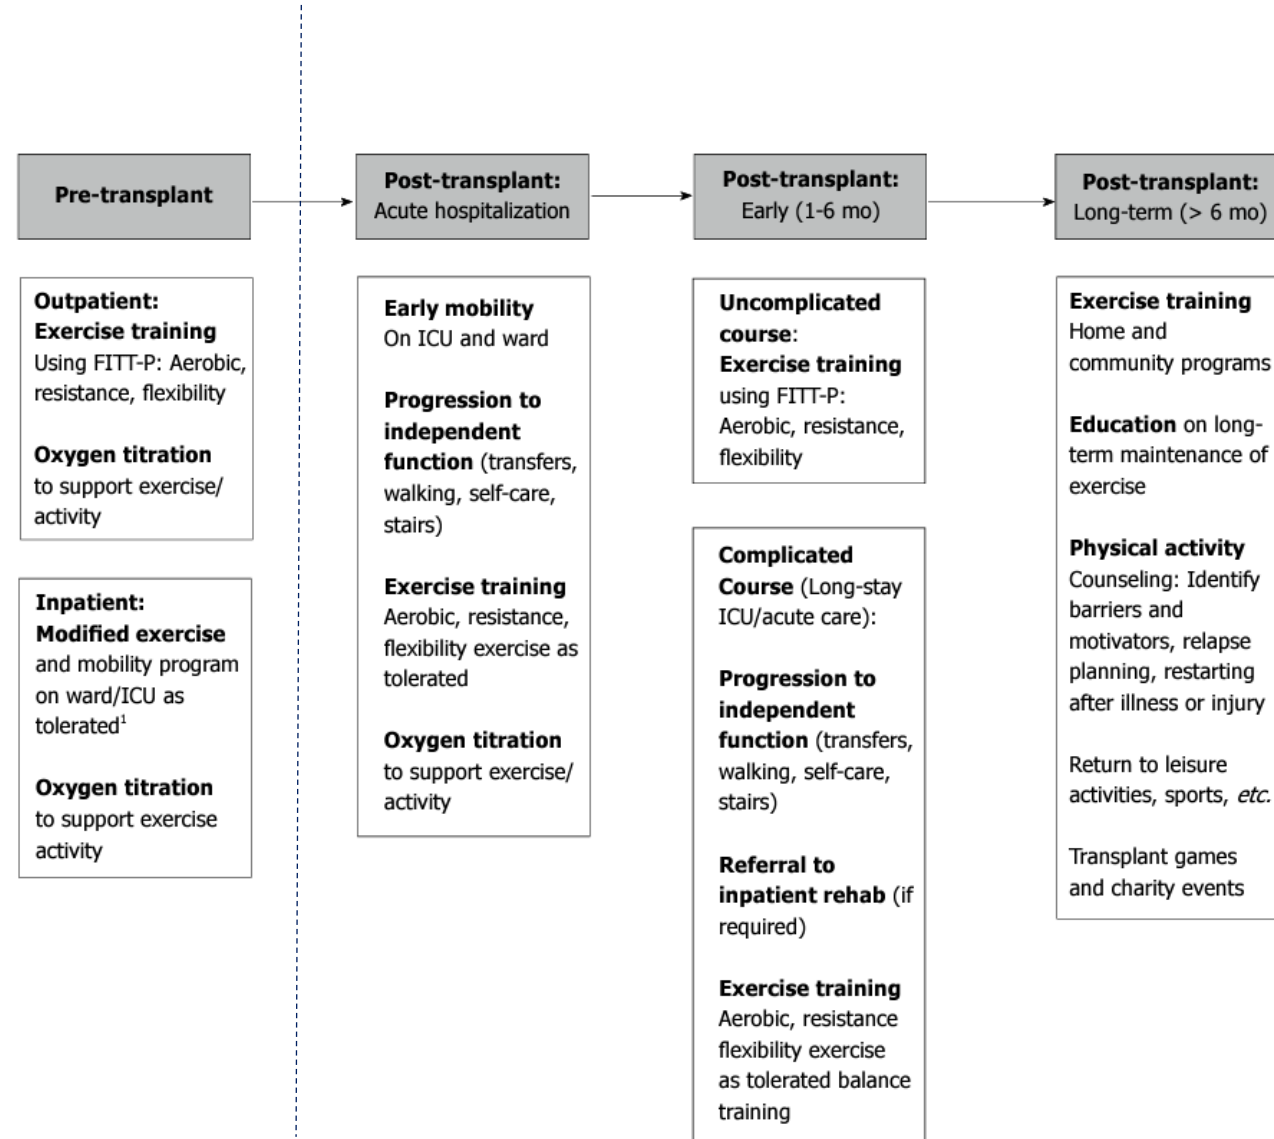 Pre-transplant
Outpatient:
Exercise training
Using FITT-P: Aerobic,
resistance, flexibility
Oxygen titration
to support exercise/
activity
Inpatient:
Modified exercise
and mobility program
on ward/ICU as
tolerated¹
Oxygen titration
to support exercise
activity
Post-transplant:
Acute hospitalization
Early mobility
On ICU and ward
Progression to
independent
function (transfers,
walking, self-care,
stairs)
Exercise training
Aerobic, resistance,
flexibility exercise as
tolerated
Oxygen titration
to support exercise/
activity
Post-transplant:
Early (1-6 mo)
Uncomplicated
course:
Exercise training
using FITT-P:
Aerobic, resistance,
flexibility
Complicated
Course (Long-stay
ICU/acute care):
Progression to
independent
function (transfers,
walking, self-care,
stairs)
Referral to
inpatient rehab (if
required)
Exercise training
Aerobic, resistance
flexibility exercise
as tolerated balance
training
Post-transplant:
Long-term (> 6 mo)
Exercise training
Home and
community programs
Education on long-
term maintenance of
exercise
Physical activity
Counseling: Identify
barriers and
motivators, relapse
planning, restarting
after illness or injury
Return to leisure
activities, sports, etc.
Transplant games
and charity events